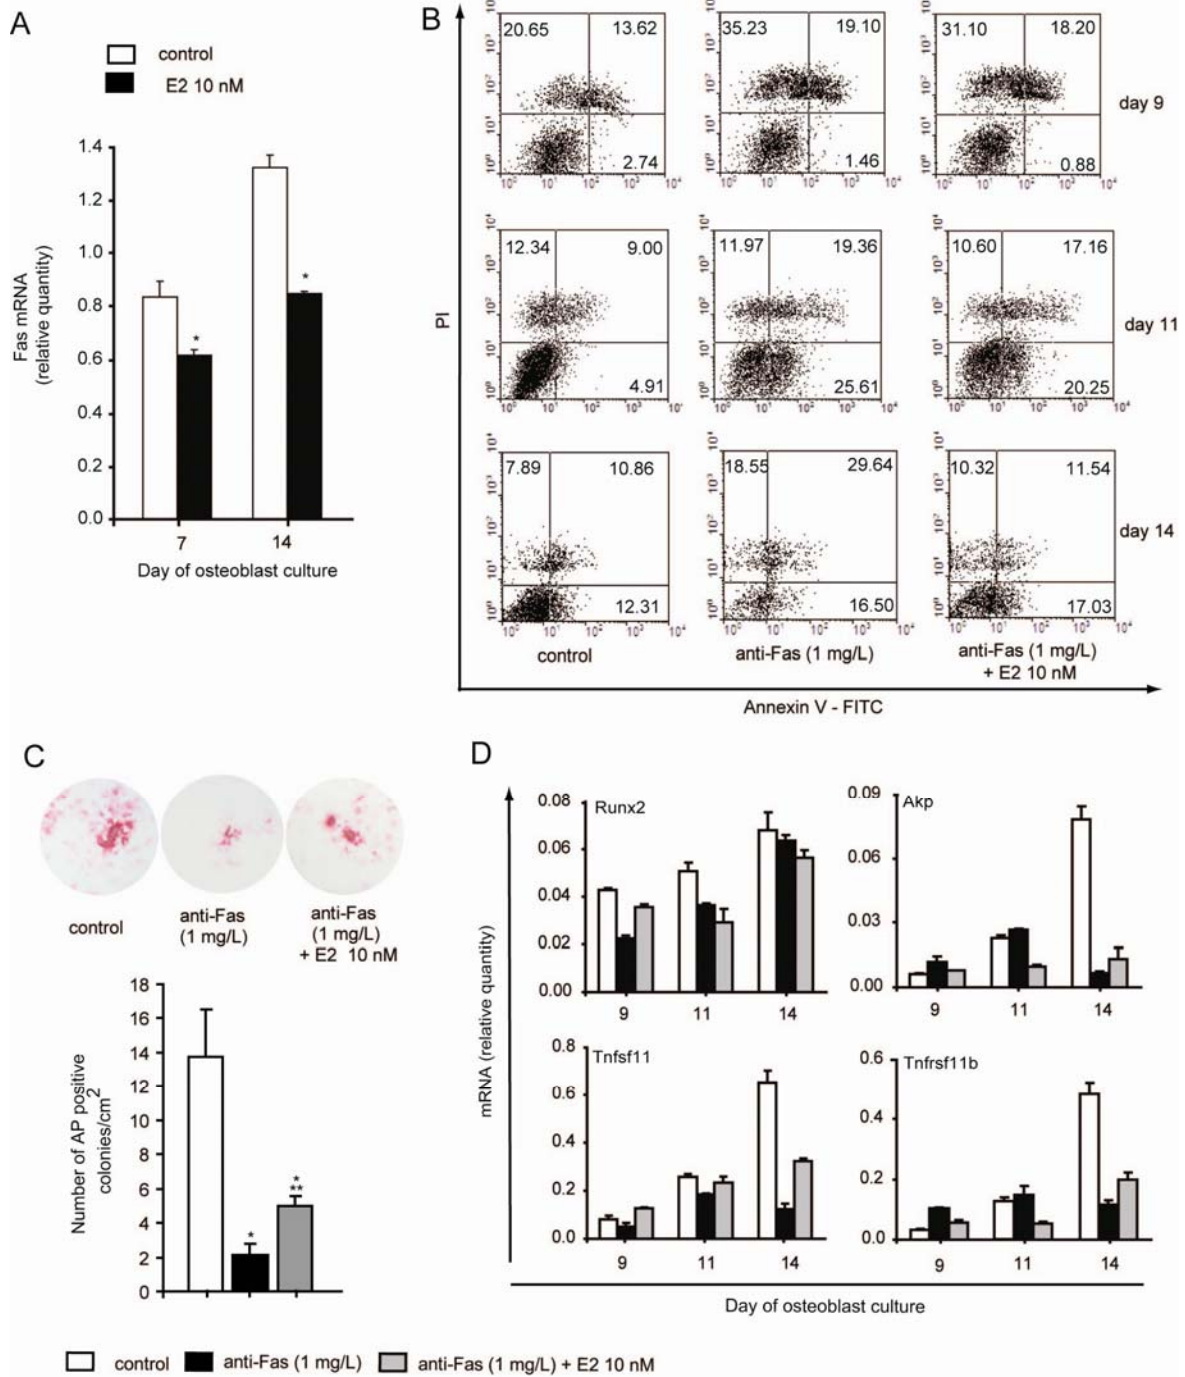 A
control
E2 10 nM
Fas mRNA
(relative quantity)
1.4
1.2
1.0
0.8
0.6
0.4
0.2
0.0
*
*
7
14
Day of osteoblast culture
B
PI
20.65
13.62
2.74
35.23
19.10
1.46
31.10
18.20
0.88
day 9
12.34
9.00
4.91
11.97
19.36
25.61
10.60
17.16
20.25
day 11
7.89
10.86
12.31
18.55
29.64
16.50
10.32
11.54
17.03
day 14
control
anti-Fas (1 mg/L)
anti-Fas (1 mg/L)
+ E2 10 nM
Annexin V - FITC
C
control
anti-Fas
(1 mg/L)
anti-Fas
(1 mg/L)
+ E2 10 nM
Number of AP positive
colonies/cm2
18
16
14
12
10
8
6
4
2
0
*
*
**
D
mRNA (relative quantity)
Runx2
0.08
0.06
0.04
0.02
0.00
9
11
14
Akp
0.09
0.06
0.03
0.00
9
11
14
Tnfsf11
0.8
0.6
0.4
0.2
0.0
9
11
14
Tnfrsf11b
0.6
0.4
0.2
0.0
9
11
14
Day of osteoblast culture
control
anti-Fas (1 mg/L)
anti-Fas (1 mg/L) + E2 10 nM